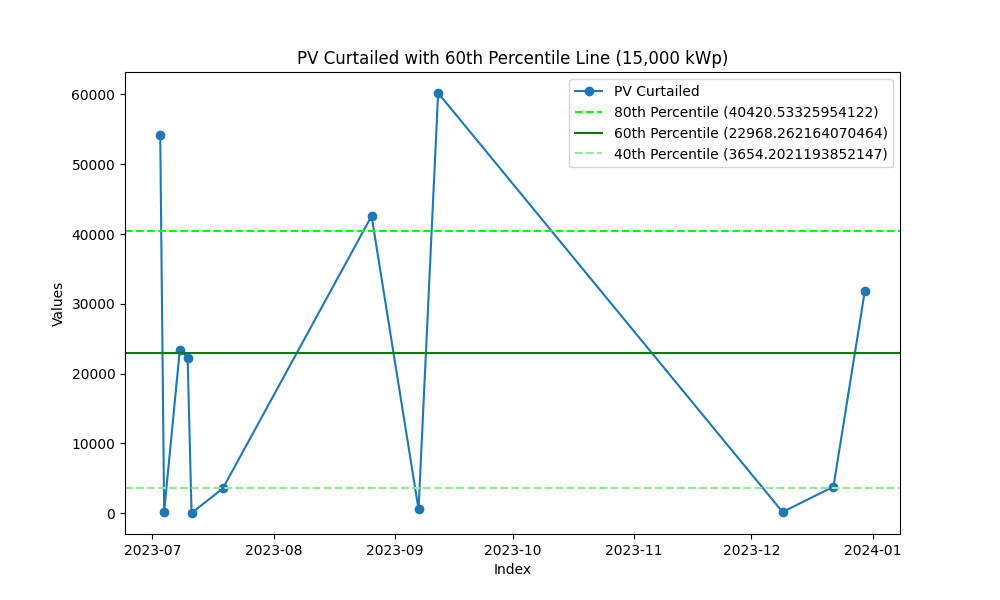 PV Curtailed with 60th Percentile Line (15,000 kWp)
PV Curtailed
80th Percentile (40420.53325954122)
60th Percentile (22968.262164070464)
40th Percentile (3654.2021193852147)
60000
50000
40000
30000
20000
10000
0
Values
2023-07 2023-08 2023-09 2023-10 2023-11 2023-12 2024-01
Index